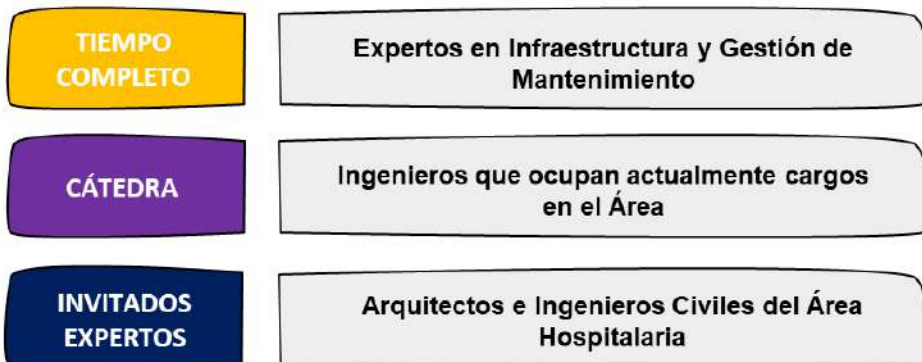 TIEMPO
COMPLETO
Expertos en Infraestructura y Gestión de
Mantenimiento
CÁTEDRA
Ingenieros que ocupan actualmente cargos
en el Área
INVITADOS
EXPERTOS
Arquitectos e Ingenieros Civiles del Área
Hospitalaria